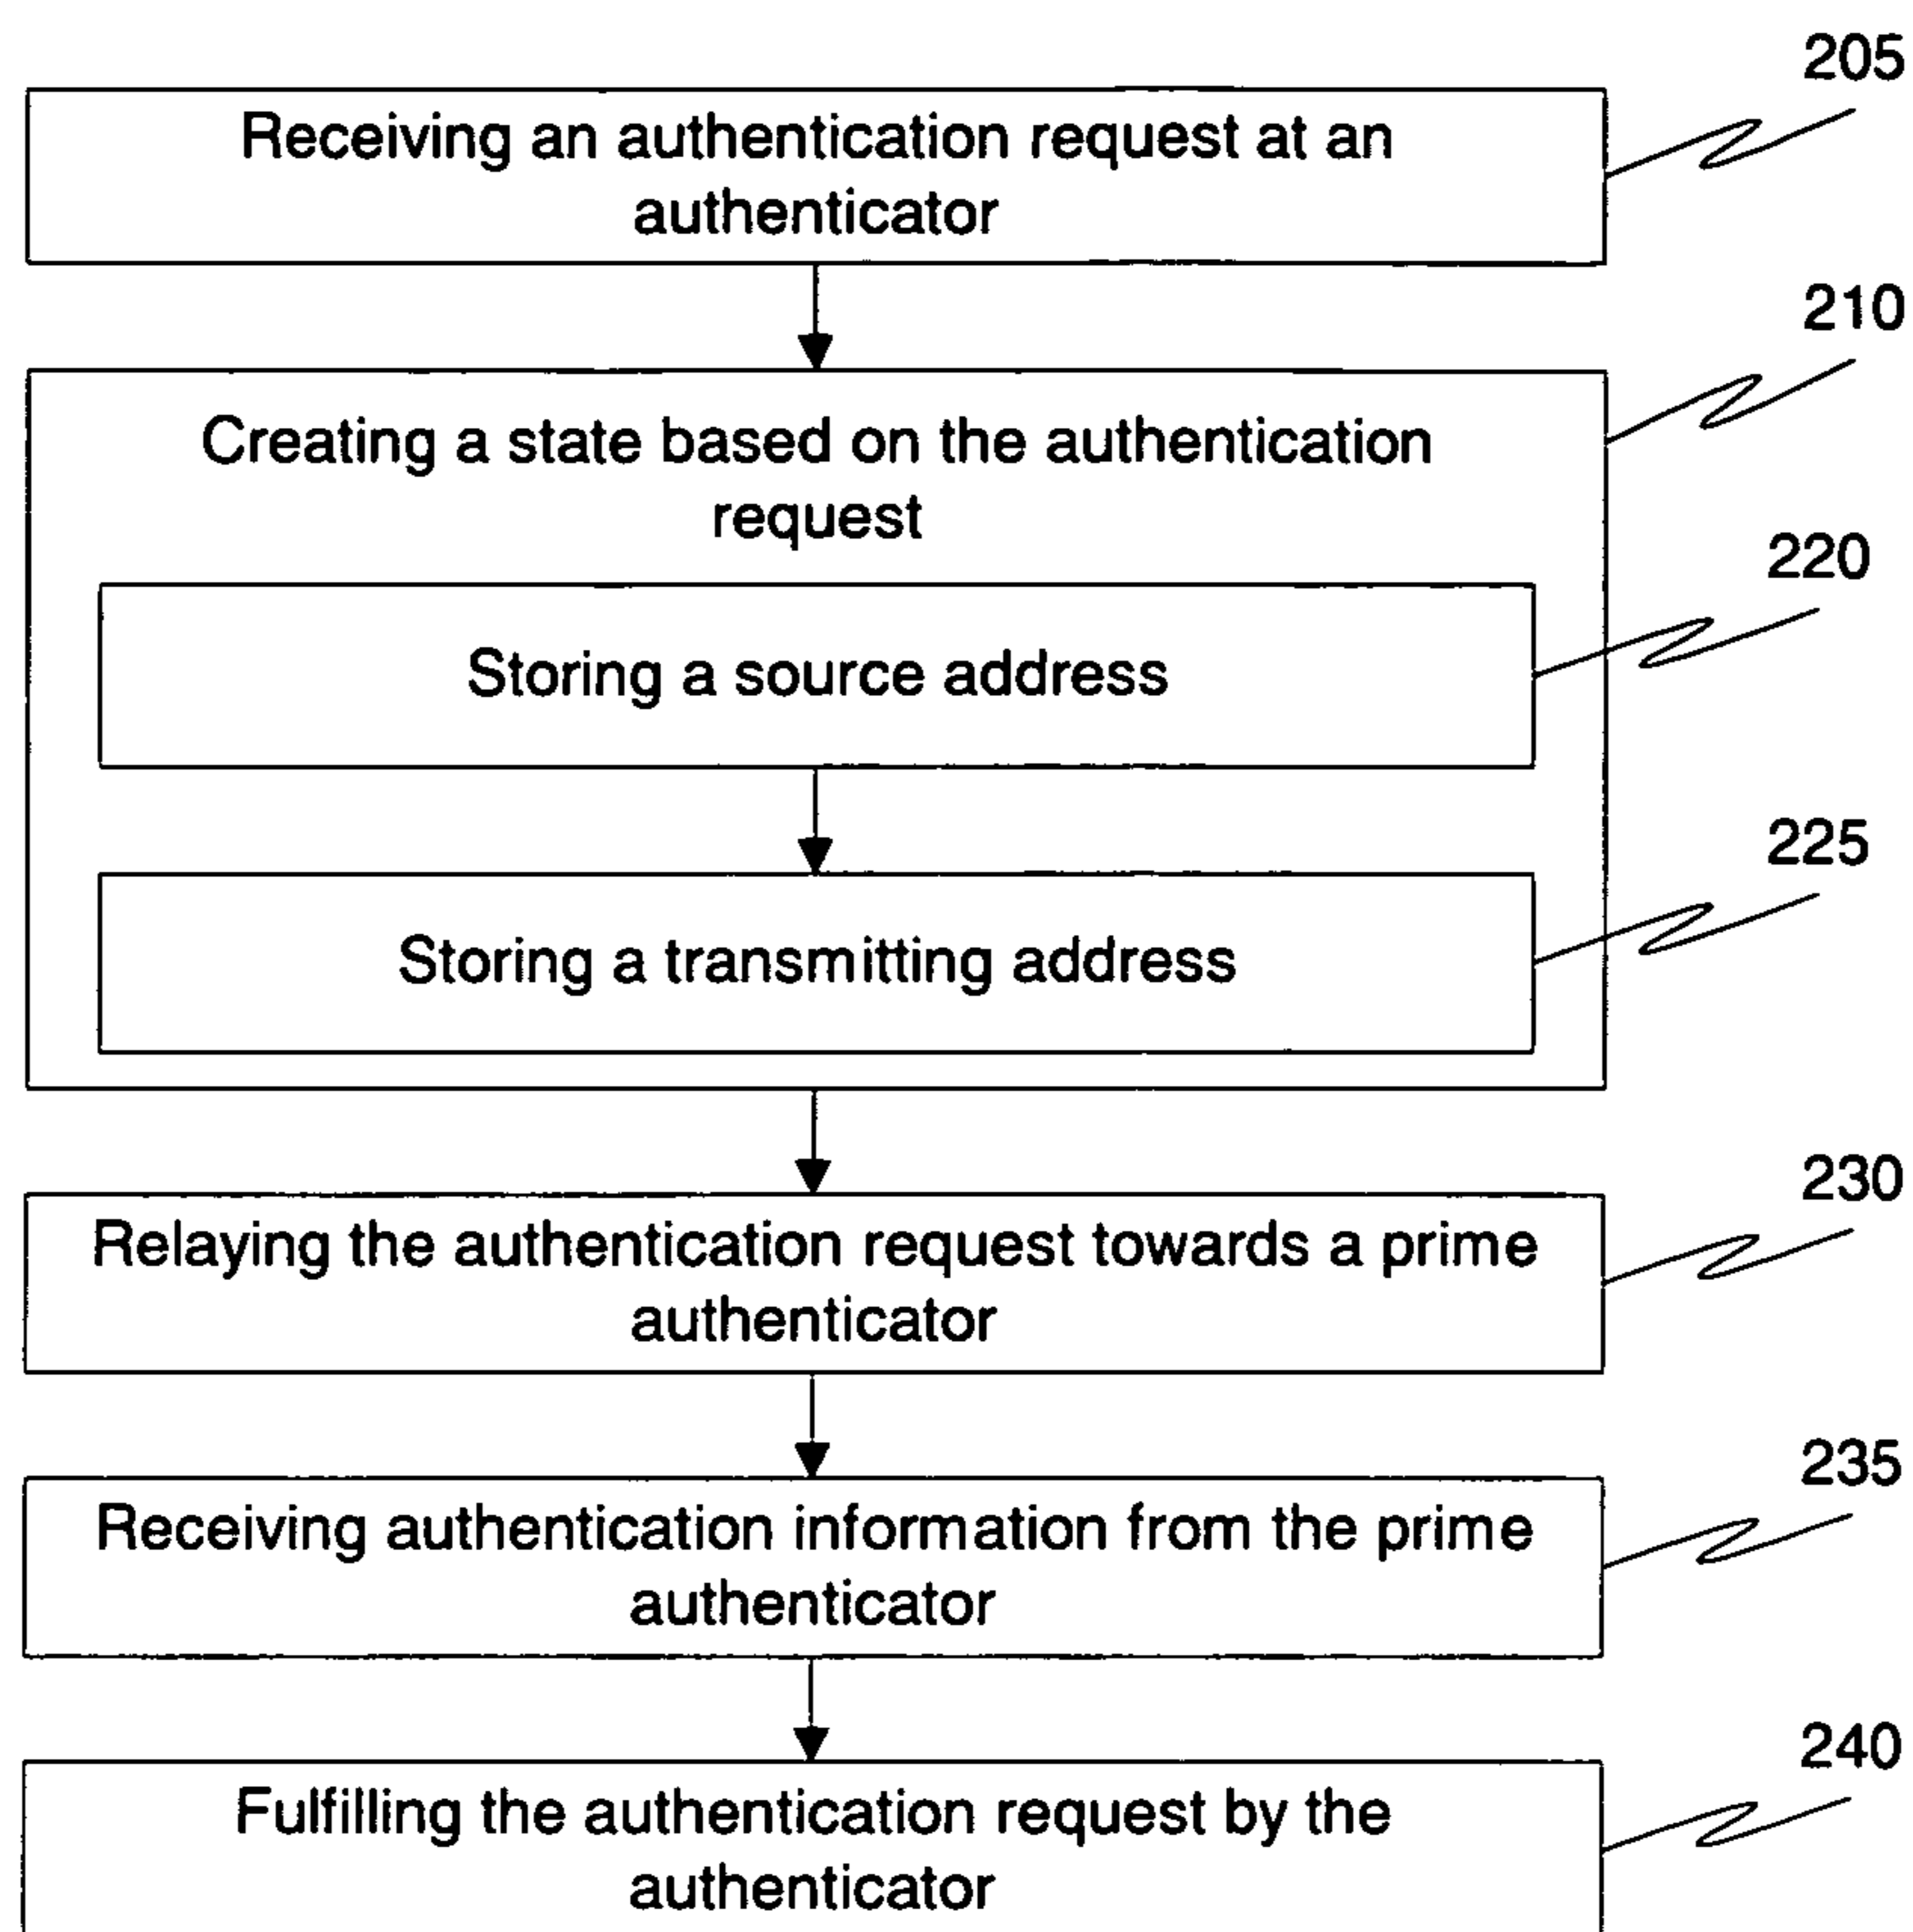 205
Receiving an authentication request at an
authenticator
210
Creating a state based on the authentication
request
220
Storing a source address
225
Storing a transmitting address
230
Relaying the authentication request towards a prime
authenticator
235
Receiving authentication information from the prime
authenticator
240
Fulfilling the authentication request by the
authenticator